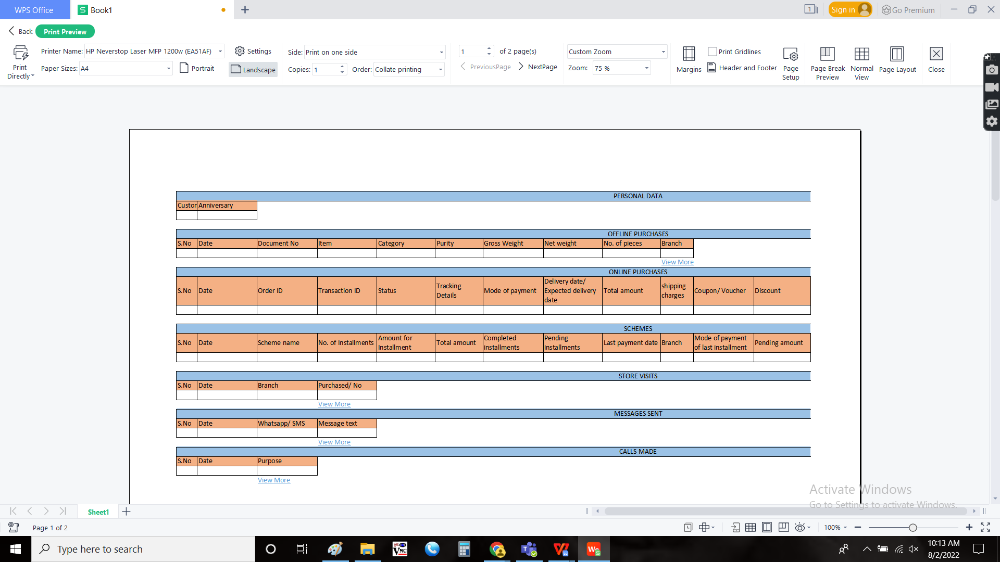 WPS Office
Book1
1
Sign in
Go Premium
Back
Print Preview
Print Directly
Printer Name: HP Neverstop Laser MFP 1200w (EA51AF)
Paper Sizes: A4
Portrait
Settings
Landscape
Side: Print on one side
Copies: 1
Order: Collate printing
1 of 2 page(s)
PreviousPage NextPage
Custom Zoom
Zoom: 75 %
Margins
Print Gridlines
Header and Footer
Page Setup
Page Break Preview
Normal View
Page Layout
Close
PERSONAL DATA
Custor Anniversary
OFFLINE PURCHASES
S.No Date Document No Item Category Purity Gross Weight Net weight No. of pieces Branch
View More
ONLINE PURCHASES
S.No Date Order ID Transaction ID Status Tracking Details Mode of payment Delivery date/ Expected delivery date Total amount shipping charges Coupon/ Voucher Discount
SCHEMES
S.No Date Scheme name No. of Installments Amount for Installment Total amount Completed installments Pending installments Last payment date Branch Mode of payment of last installment Pending amount
STORE VISITS
S.No Date Branch Purchased/ No
View More
MESSAGES SENT
S.No Date Whatsapp/ SMS Message text
View More
CALLS MADE
S.No Date Purpose
View More
Activate Windows
Go to Settings to activate Windows.
Sheet1
Page 1 of 2
100%
Type here to search
10:13 AM
8/2/2022